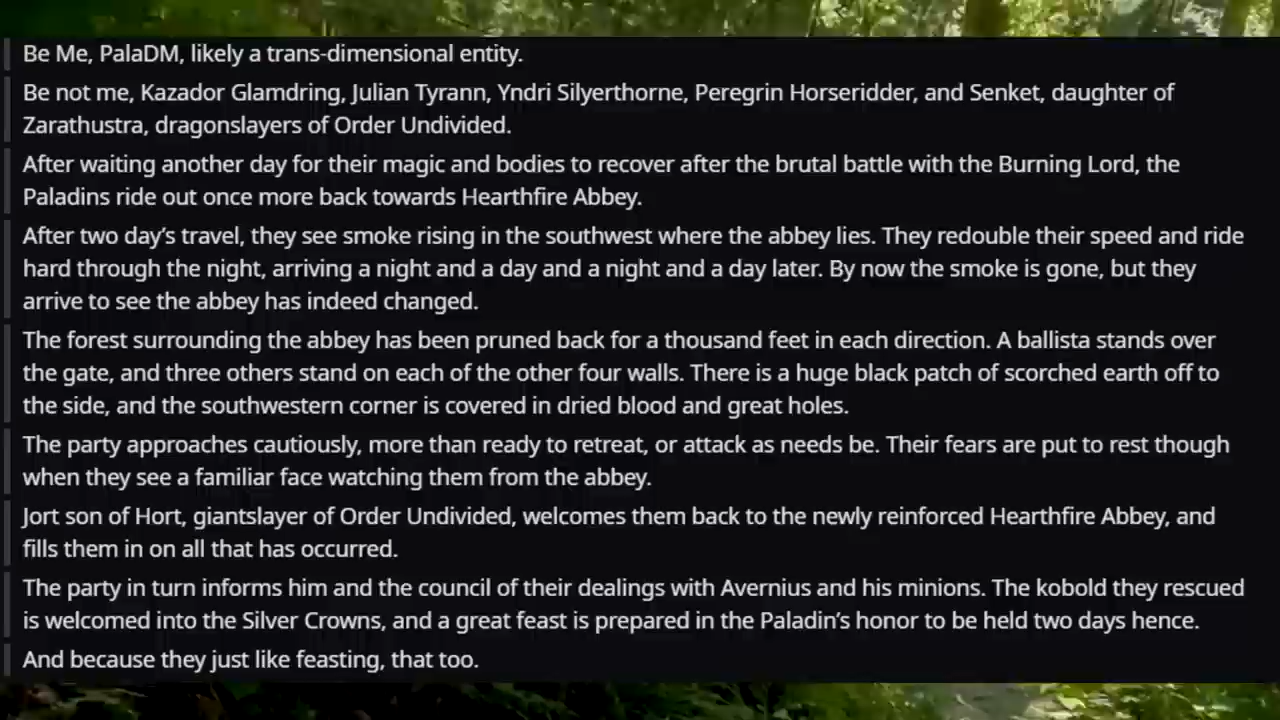 Be Me, PalaDM, likely a trans-dimensional entity.
Be not me, Kazador Glamdring, Julian Tyrann, Yndri Silyerthorne, Peregrin Horseridder, and Senket, daughter of
Zarathustra, dragonslayers of Order Undivided.
After waiting another day for their magic and bodies to recover after the brutal battle with the Burning Lord, the
Paladins ride out once more back towards Hearthfire Abbey.
After two day's travel, they see smoke rising in the southwest where the abbey lies. They redouble their speed and ride
hard through the night, arriving a night and a day and a night and a day later. By now the smoke is gone, but they
arrive to see the abbey has indeed changed.
The forest surrounding the abbey has been pruned back for a thousand feet in each direction. A ballista stands over
the gate, and three others stand on each of the other four walls. There is a huge black patch of scorched earth off to
the side, and the southwestern corner is covered in dried blood and great holes.
The party approaches cautiously, more than ready to retreat, or attack as needs be. Their fears are put to rest though
when they see a familiar face watching them from the abbey.
Jort son of Hort, giantslayer of Order Undivided, welcomes them back to the newly reinforced Hearthfire Abbey, and
fills them in on all that has occurred.
The party in turn informs him and the council of their dealings with Avernius and his minions. The kobold they rescued
is welcomed into the Silver Crowns, and a great feast is prepared in the Paladin's honor to be held two days hence.
And because they just like feasting, that too.